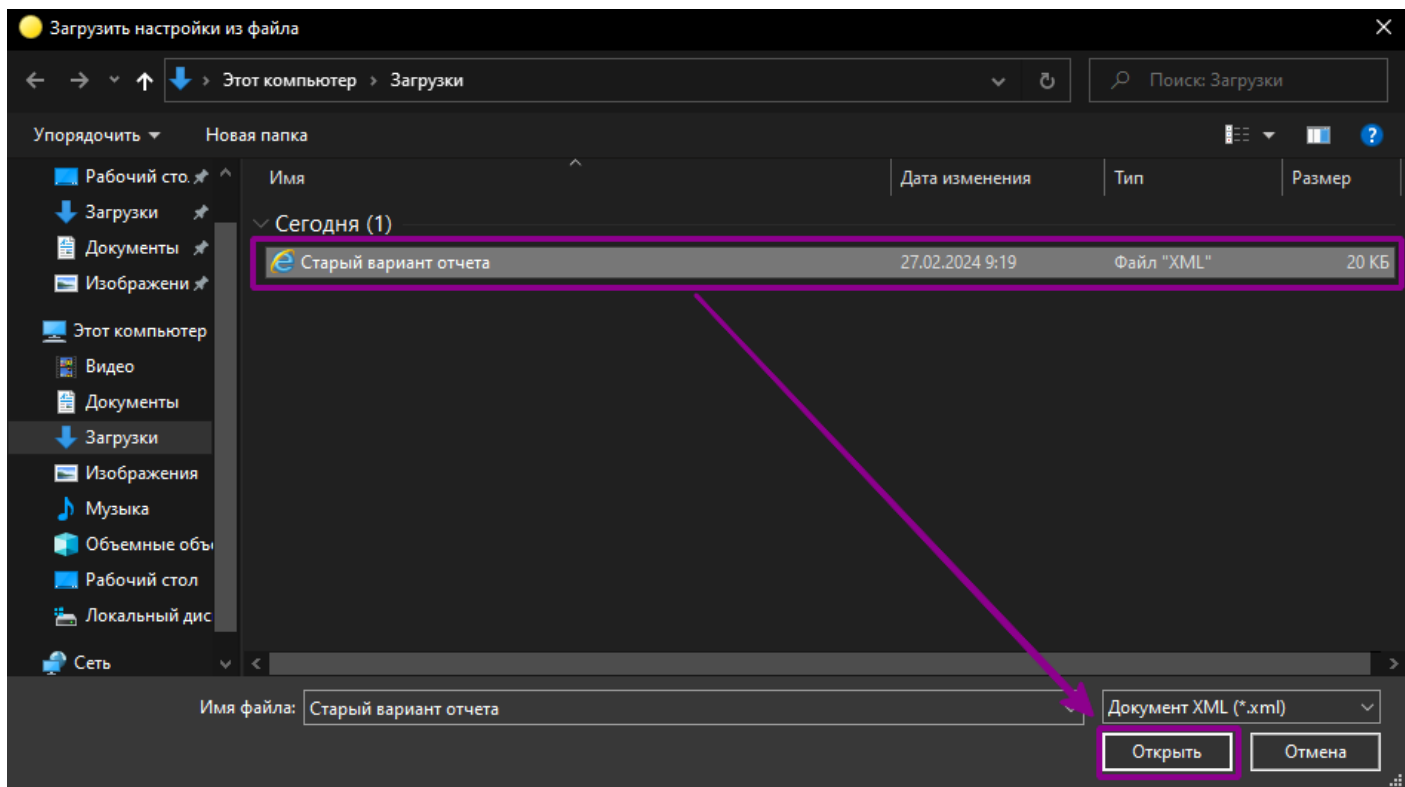 Загрузить настройки из файла
Этот компьютер > Загрузки
Поиск: Загрузки
Упорядочить
Новая папка
Рабочий сто.
Загрузки
Документы
Изображени
Этот компьютер
Видео
Документы
Загрузки
Изображения
Музыка
Объемные объ
Рабочий стол
Локальный дис
Сеть
Имя
Дата изменения
Тип
Размер
Сегодня (1)
Старый вариант отчета
27.02.2024 9:19
Файл "XML"
20 КБ
Имя файла:
Старый вариант отчета
Документ XML (*.xml)
Открыть
Отмена